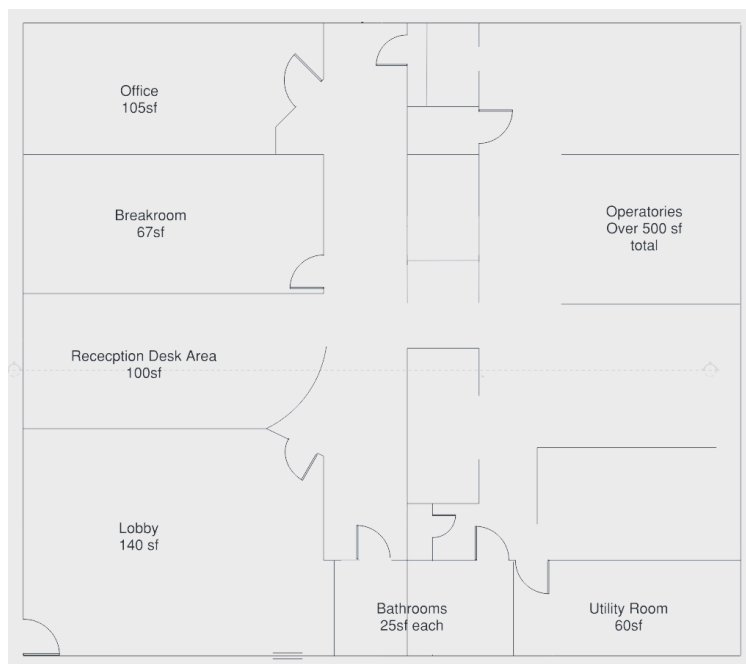 Office
105sf
Breakroom
67sf
Operatories
Over 500 sf
total
Rececption Desk Area
100sf
Lobby
140 sf
Bathrooms
25sf each
Utility Room
60sf